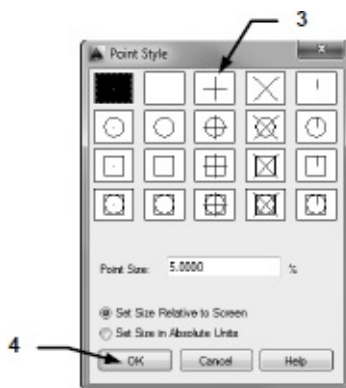 3
Point Style
x
Point Size: 5.0000 %
Set Size Relative to Screen
Set Size in Absolute Units
4
OK Cancel Help